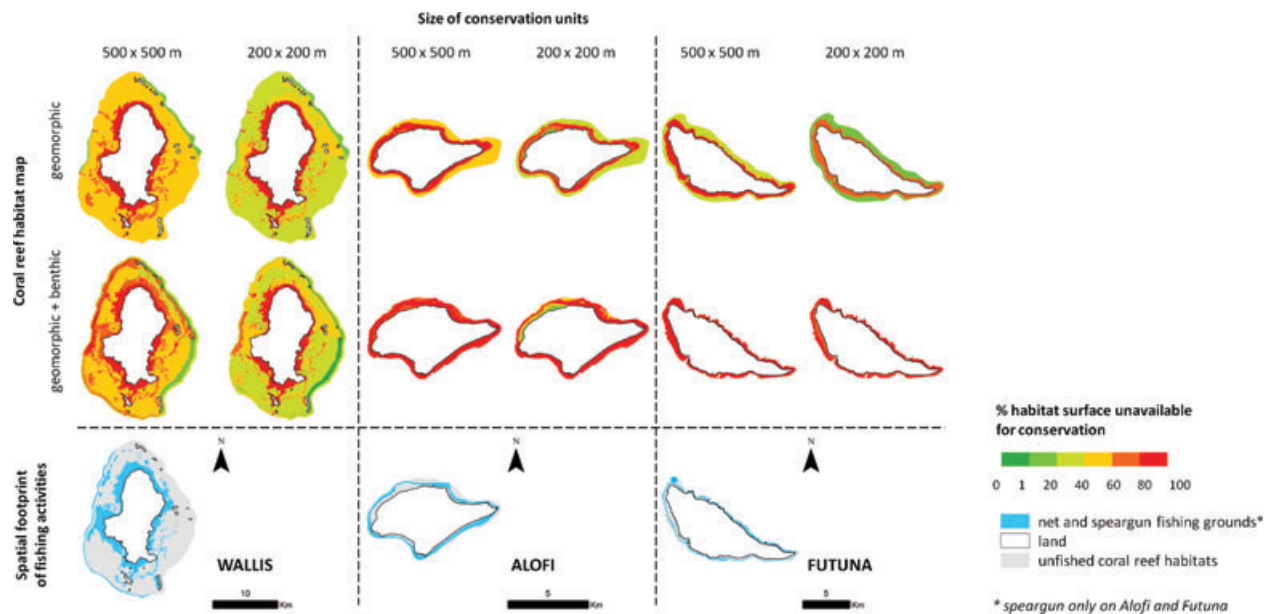 Size of conservation units
500 x 500 m
200 x 200 m
500 x 500 m
200 x 200 m
500 x 500 m
200 x 200 m
Coral reef habitat map
geomorphic
geomorphic + benthic
% habitat surface unavailable
for conservation
0 1 20 40 60 80 100
Spatial footprint
of fishing activities
N
N
N
WALLIS
ALOFI
FUTUNA
10 Km
5 Km
5 Km
net and speargun fishing grounds*
land
unfished coral reef habitats
* speargun only on Alofi and Futuna